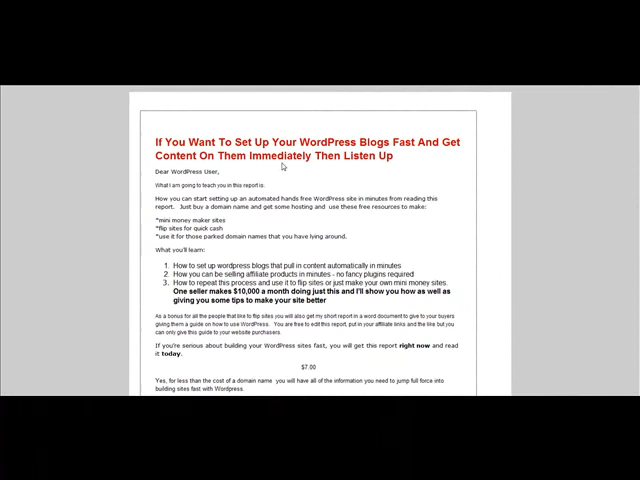 If You Want To Set Up Your WordPress Blogs Fast And Get
Content On Them Immediately Then Listen Up
Dear WordPress User,
What I am going to teach you in this report is.
How you can start setting up an automated hands free WordPress site in minutes from reading this
report. Just buy a domain name and get some hosting and use these free resources to make:
*mini money maker sites
*flip sites for quick cash
*use it for those parked domain names that you have lying around.
What you'll learn:
1. How to set up wordpress blogs that pull in content automatically in minutes
2. How you can be selling affiliate products in minutes - no fancy plugins required
3. How to repeat this process and use it to flip sites or just make your own mini money sites.
One seller makes $10,000 a month doing just this and I'll show you how as well as
giving you some tips to make your site better
As a bonus for all the people that like to flip sites you will also get my short report in a word document to give to your buyers
giving them a guide on how to use WordPress. You are free to edit this report, put in your affiliate links and the like but you
can only give this guide to your website purchasers.
If you're serious about building your WordPress sites fast, you will get this report right now and read
it today.
$7.00
Yes, for less than the cost of a domain name you will have all of the information you need to jump full force into
building sites fast with Wordpress